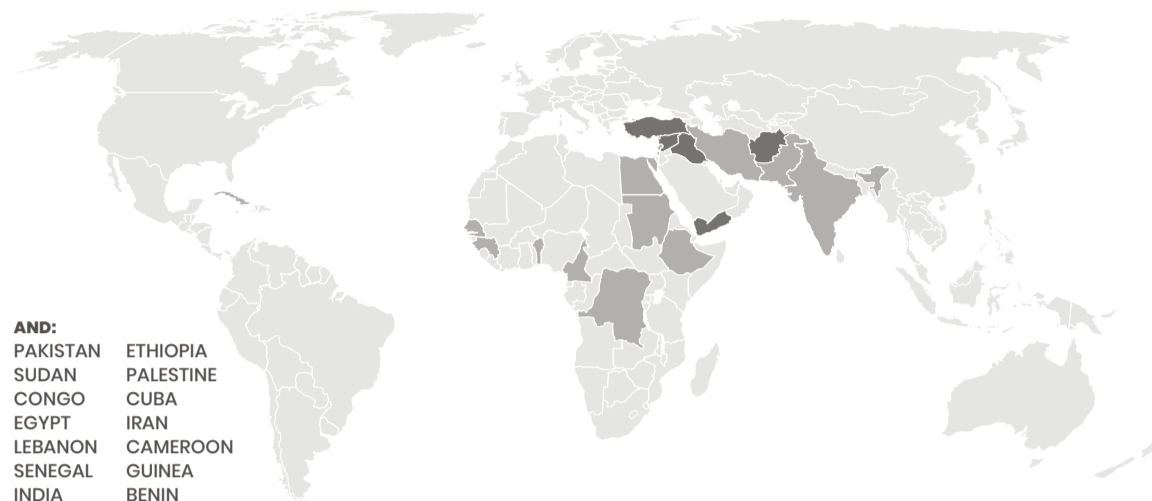 AND:
PAKISTAN
SUDAN
CONGO
EGYPT
LEBANON
SENEGAL
INDIA
ETHIOPIA
PALESTINE
CUBA
IRAN
CAMEROON
GUINEA
BENIN